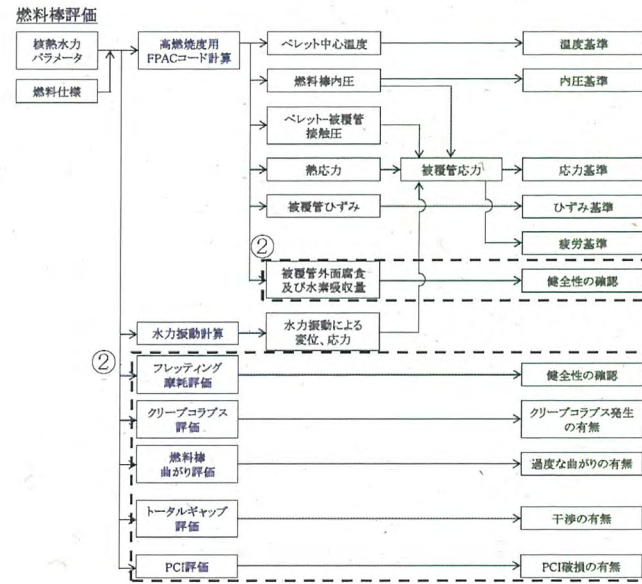 燃料棒評価
核熱水力
パラメータ
燃料仕様
高燃焼度用
FPACコード計算
ペレット中心温度
温度基準
燃料棒内圧
内圧基準
ペレット-被覆管
接触圧
熱応力
被覆管応力
応力基準
被覆管ひずみ
ひずみ基準
疲労基準
②
被覆管外面腐食
及び水素吸収量
健全性の確認
水力振動計算
水力振動による
変位、応力
②
フレッティング
摩耗評価
健全性の確認
クリープコラプス
評価
クリープコラプス発生
の有無
燃料棒
曲がり評価
過度な曲がりの有無
トータルギャップ
評価
干渉の有無
PCI評価
PCI破損の有無